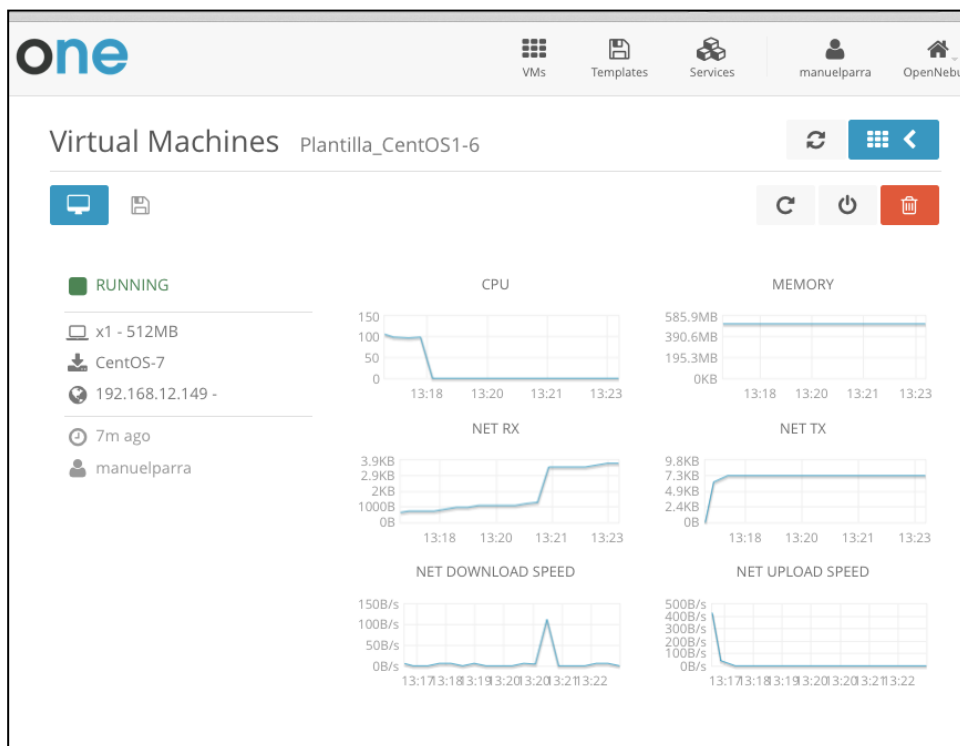 one
VMs Templates Services manuelparra OpenNebu
Virtual Machines Plantilla_CentOS1-6
RUNNING
x1 - 512MB
CentOS-7
192.168.12.149 -
7m ago
manuelparra
CPU
150
100
50
0
13:18 13:20 13:21 13:23
MEMORY
585.9MB
390.6MB
195.3MB
0KB
13:18 13:20 13:21 13:23
NET RX
3.9KB
2.9KB
2KB
1000B
0B
13:18 13:20 13:21 13:23
NET TX
9.8KB
7.3KB
4.9KB
2.4KB
0B
13:18 13:20 13:21 13:23
NET DOWNLOAD SPEED
150B/s
100B/s
50B/s
0B/s
13:17 13:18 13:19 13:20 13:20 13:21 13:22
NET UPLOAD SPEED
500B/s
400B/s
300B/s
200B/s
100B/s
0B/s
13:17 13:18 13:19 13:20 13:20 13:21 13:22